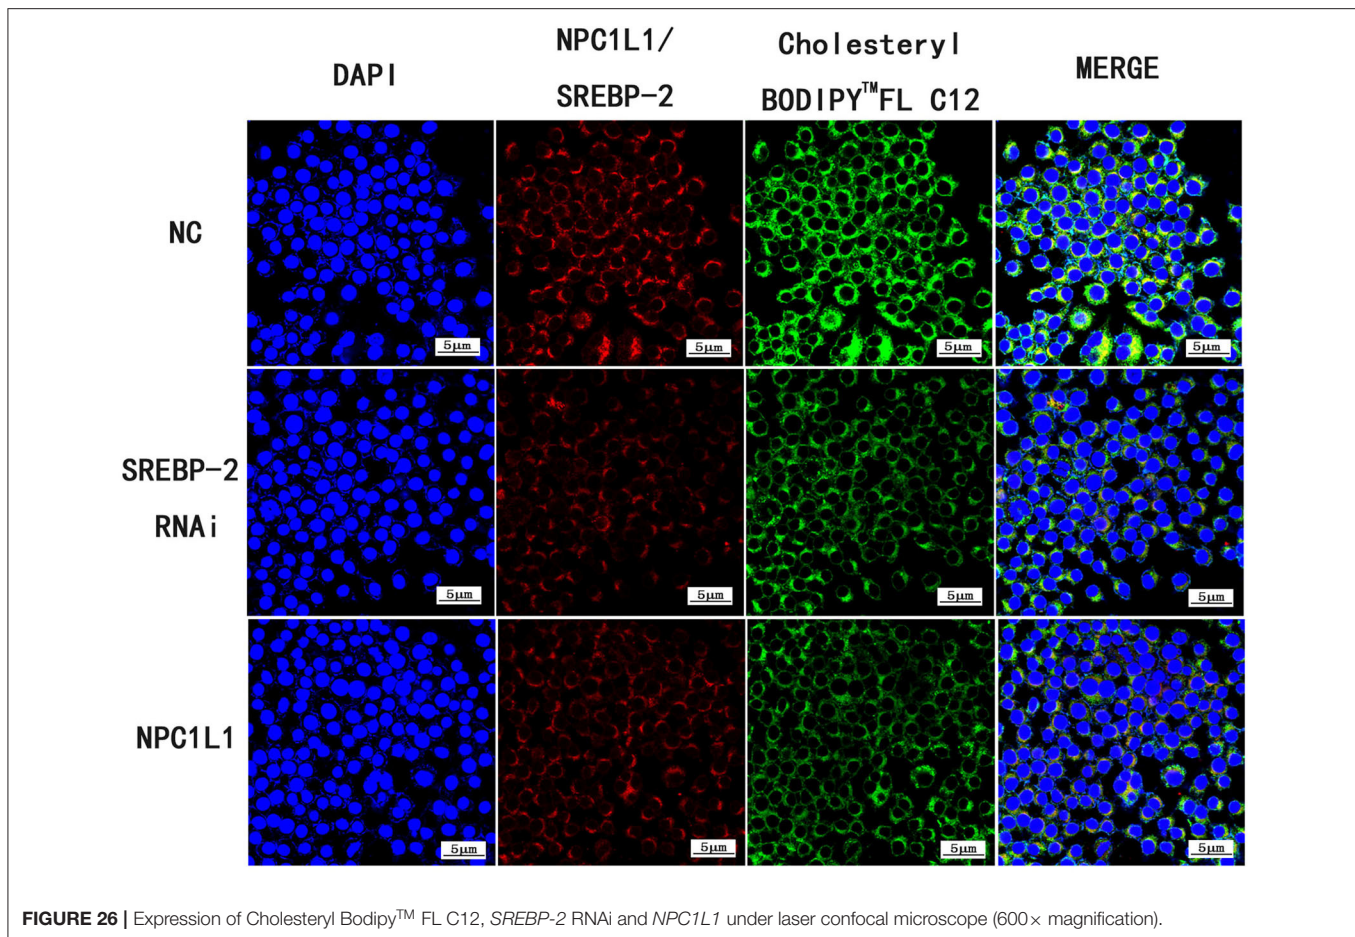 DAPI
NPC1L1/
SREBP-2
Cholesteryl
BODIPY™FL C12
MERGE
NC
5μm
5μm
5μm
5μm
SREBP-2
RNAi
5μm
5μm
5μm
5μm
NPC1L1
5μm
5μm
5μm
5μm
FIGURE 26 | Expression of Cholesteryl Bodipy™ FL C12, SREBP-2 RNAi and NPC1L1 under laser confocal microscope (600× magnification).